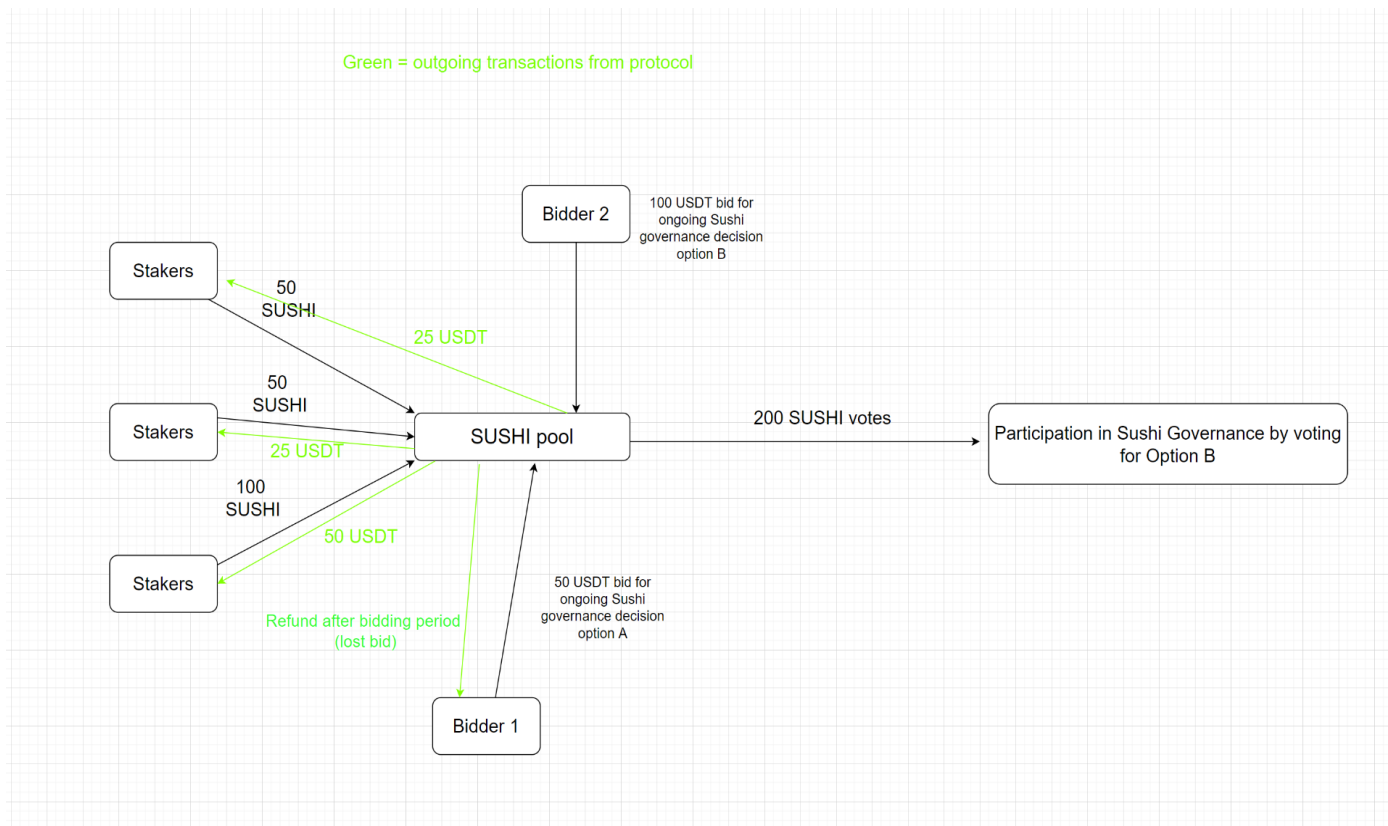 Green = outgoing transactions from protocol
Bidder 2
100 USDT bid for
ongoing Sushi
governance decision
option B
Stakers
50
SUSHI
25 USDT
50
SUSHI
Stakers
25 USDT
SUSHI pool
200 SUSHI votes
Participation in Sushi Governance by voting
for Option B
100
SUSHI
50 USDT
Stakers
50 USDT bid for
ongoing Sushi
governance decision
option A
Refund after bidding period
(lost bid)
Bidder 1